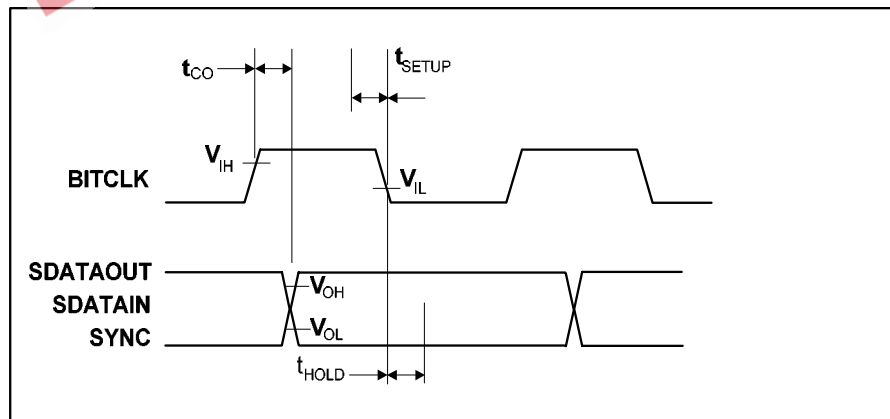 tCO
tSETUP
VIH
BITCLK
VIL
SDATAOUT
VOH
SDATAIN
SYNC
VOL
tHOLD